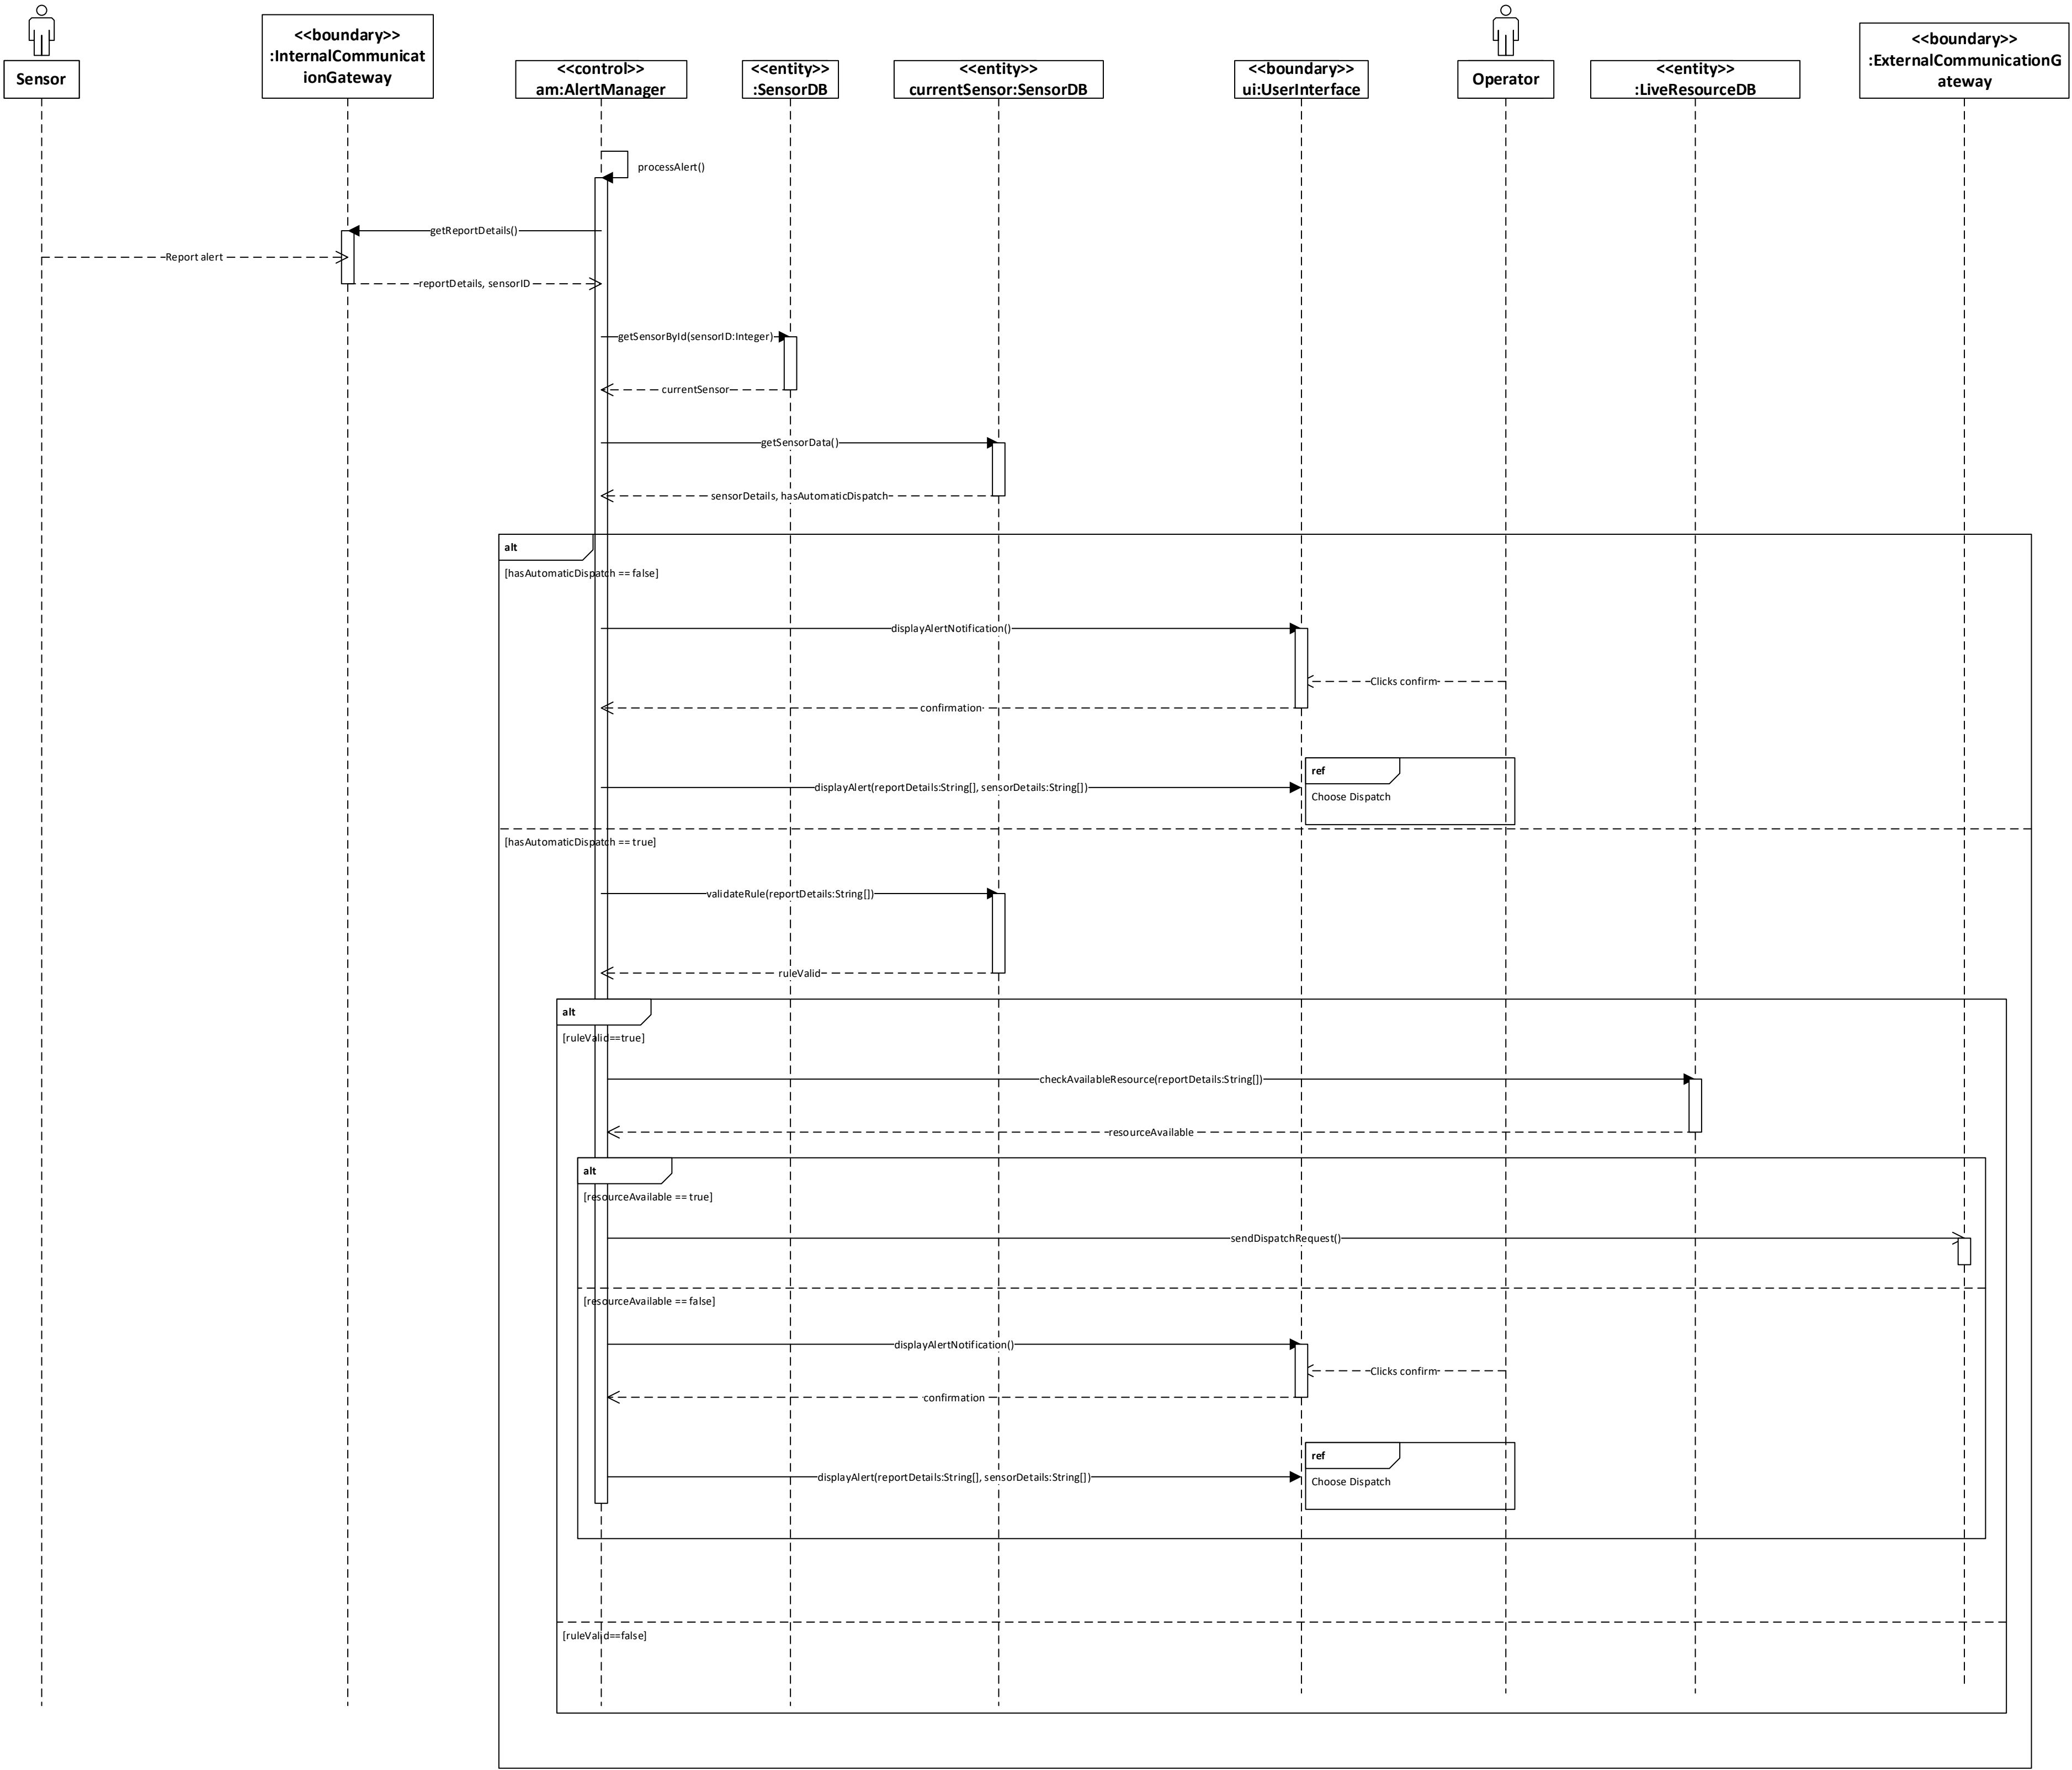 Sensor
<<boundary>>
:InternalCommunicat
ionGateway
<<control>>
am:AlertManager
<<entity>>
:SensorDB
<<entity>>
currentSensor:SensorDB
<<boundary>>
ui:UserInterface
Operator
<<entity>>
:LiveResourceDB
<<boundary>>
:ExternalCommunicationG
ateway
processAlert()
getReportDetails()
Report alert
reportDetails, sensorID
getSensorById(sensorID:Integer)
currentSensor
getSensorData()
sensorDetails, hasAutomaticDispatch
alt
[hasAutomaticDispatch == false]
displayAlertNotification()
Clicks confirm
confirmation
ref
displayAlert(reportDetails:String[], sensorDetails:String[])
Choose Dispatch
[hasAutomaticDispatch == true]
validateRule(reportDetails:String[])
ruleValid
alt
[ruleValid==true]
checkAvailableResource(reportDetails:String[])
resourceAvailable
alt
[resourceAvailable == true]
sendDispatchRequest()
[resourceAvailable == false]
displayAlertNotification()
Clicks confirm
confirmation
ref
displayAlert(reportDetails:String[], sensorDetails:String[])
Choose Dispatch
[ruleValid==false]